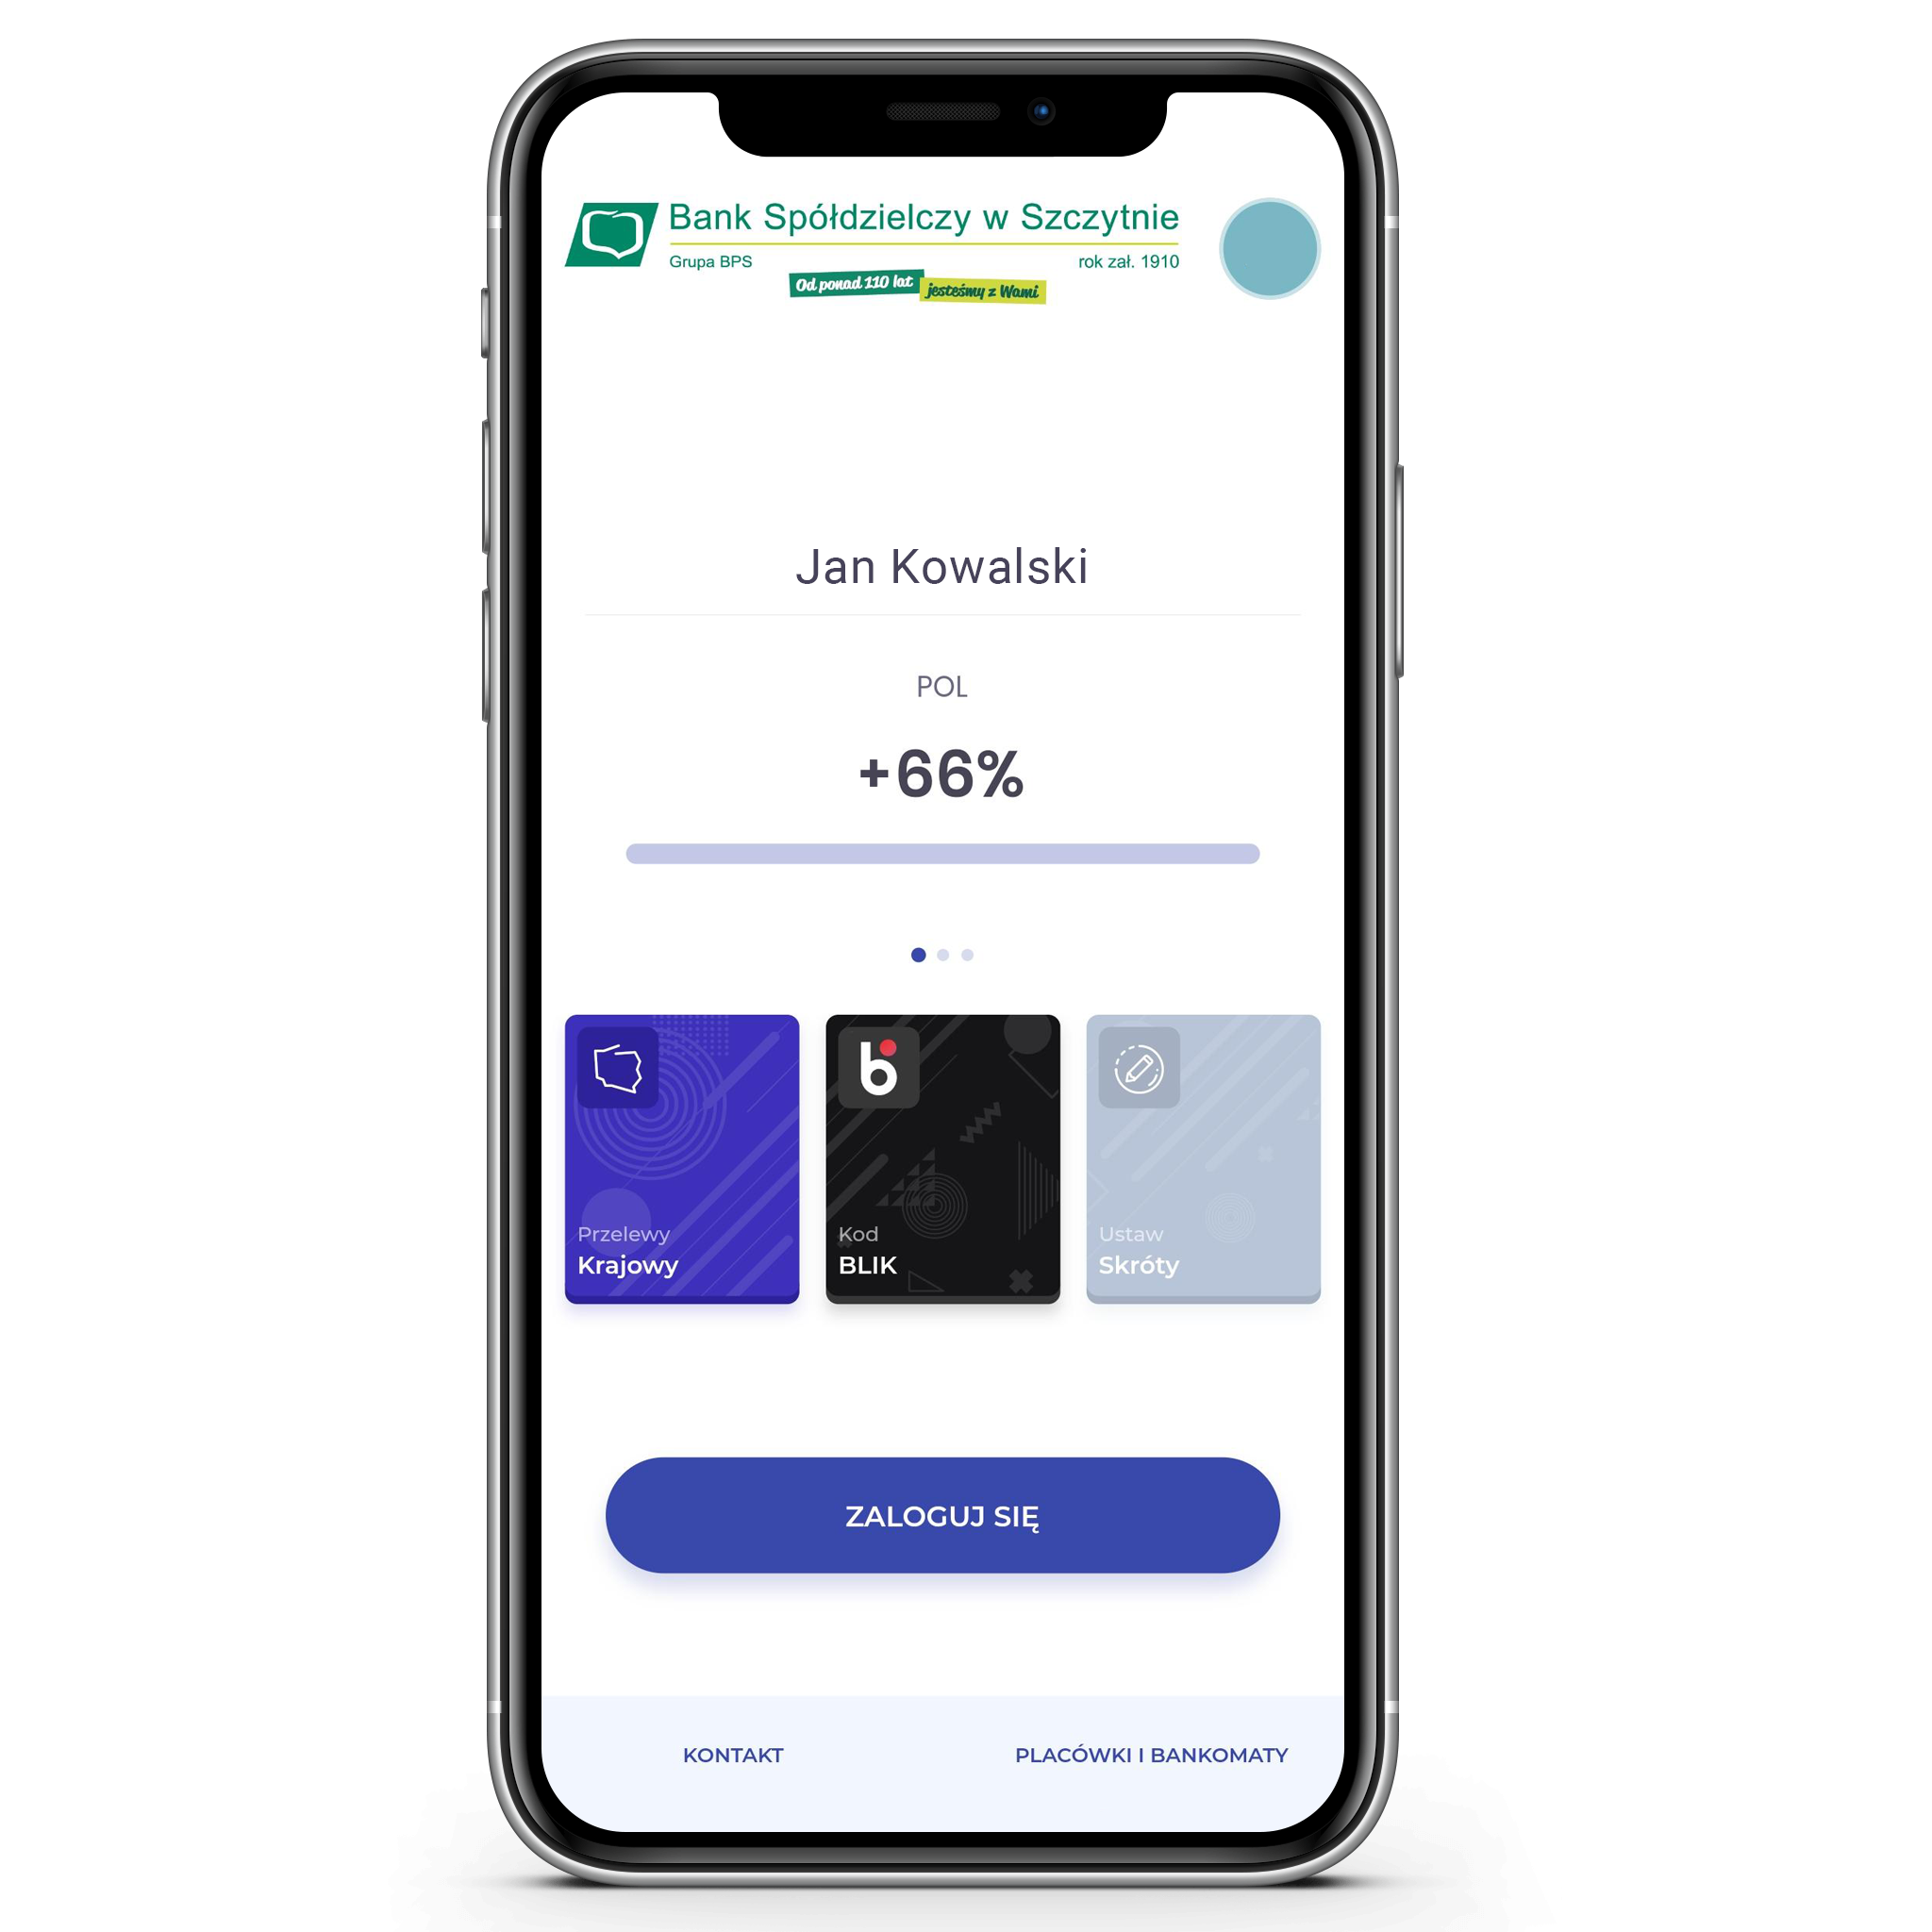 Bank Spółdzielczy w Szczytnie
Grupa BPS rok zał. 1910
Od ponad 110 lat jesteśmy z Wami
Jan Kowalski
POL
+66%
Przelewy
Krajowy
b
Kod
BLIK
Ustaw
Skróty
ZALOGUJ SIĘ
KONTAKT
PLACÓWKI I BANKOMATY